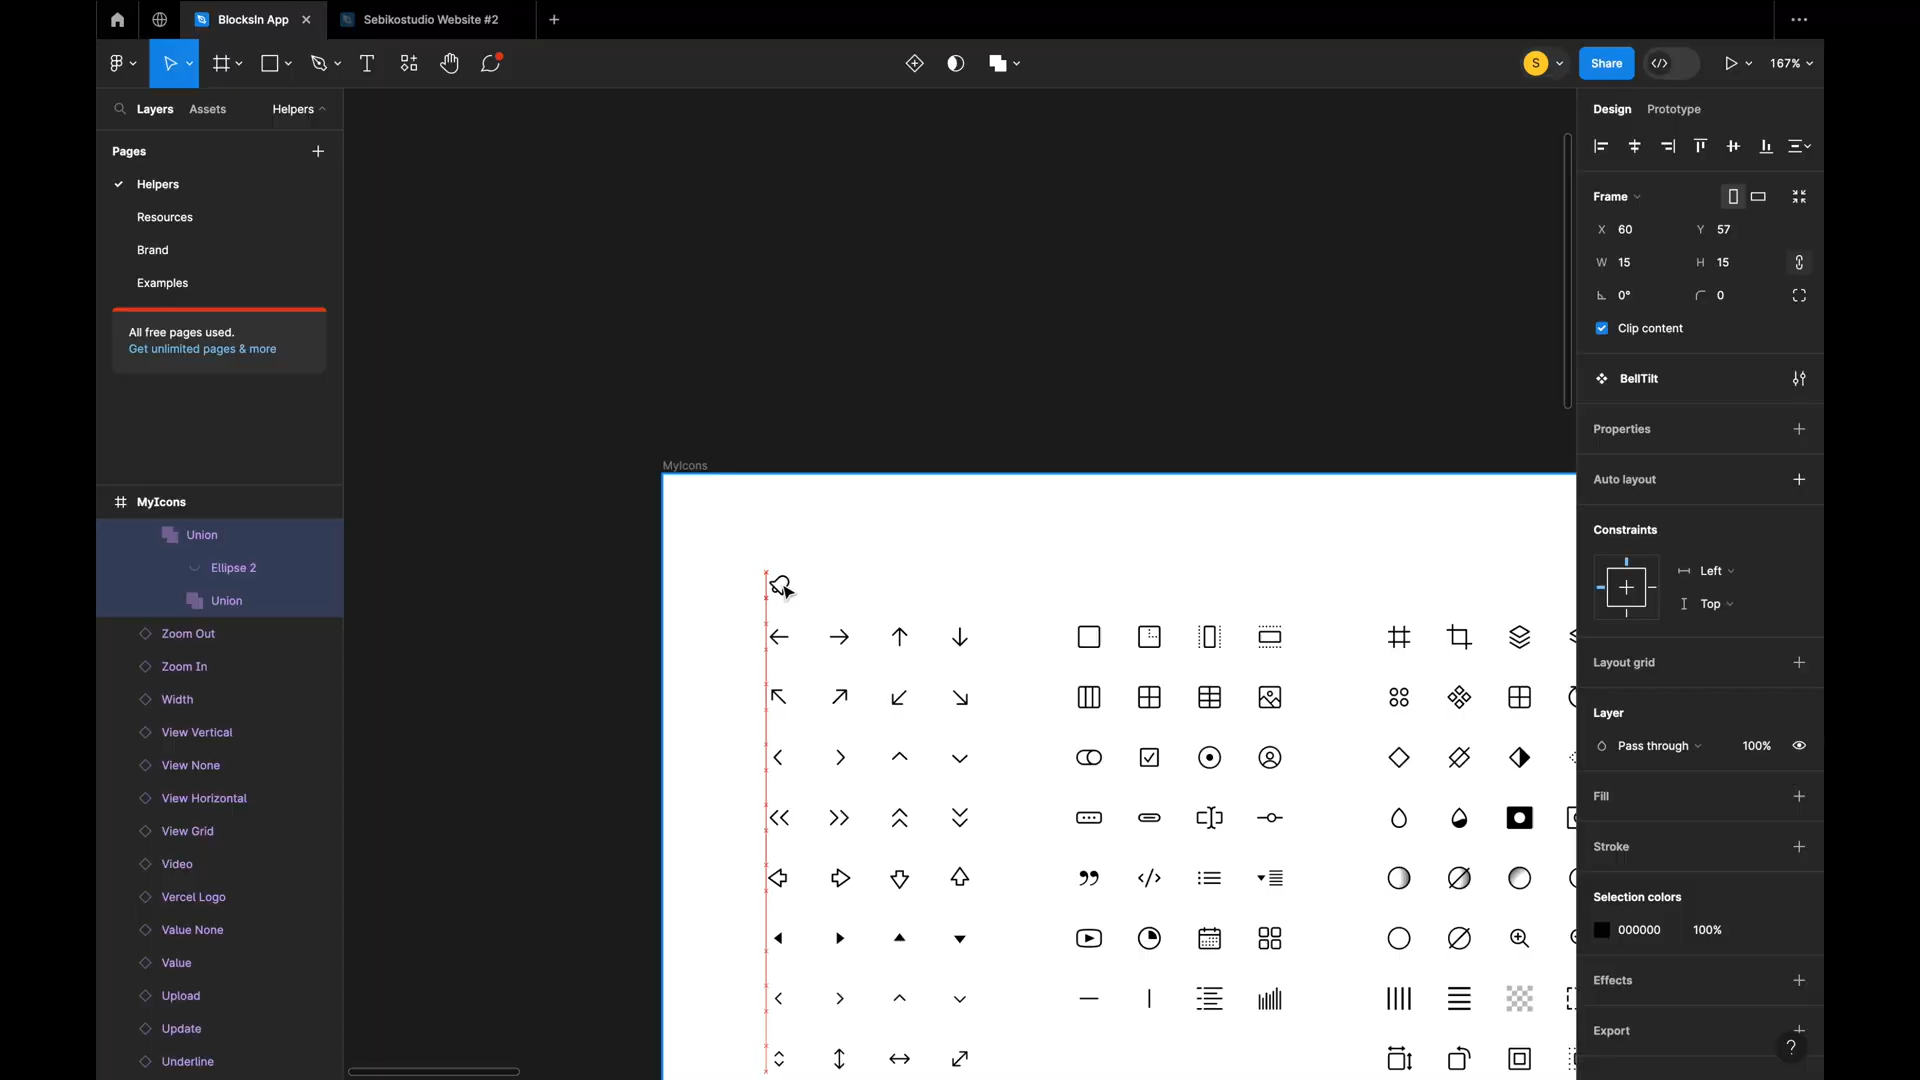 BlocksIn App
Sebikostudio Website #2
S
Share
167%
Layers
Assets
Helpers
Pages
Helpers
Resources
Brand
Examples
All free pages used.
Get unlimited pages & more
MyIcons
Union
Ellipse 2
Union
Zoom Out
Zoom In
Width
View Vertical
View None
View Horizontal
View Grid
Video
Vercel Logo
Value None
Value
Upload
Update
Underline
MyIcons
Design
Prototype
Frame
X 60
Y 57
W 15
H 15
0°
0
Clip content
BellTilt
Properties
Auto layout
Constraints
Left
Top
Layout grid
Layer
Pass through
100%
Fill
Stroke
Selection colors
000000
100%
Effects
Export
?